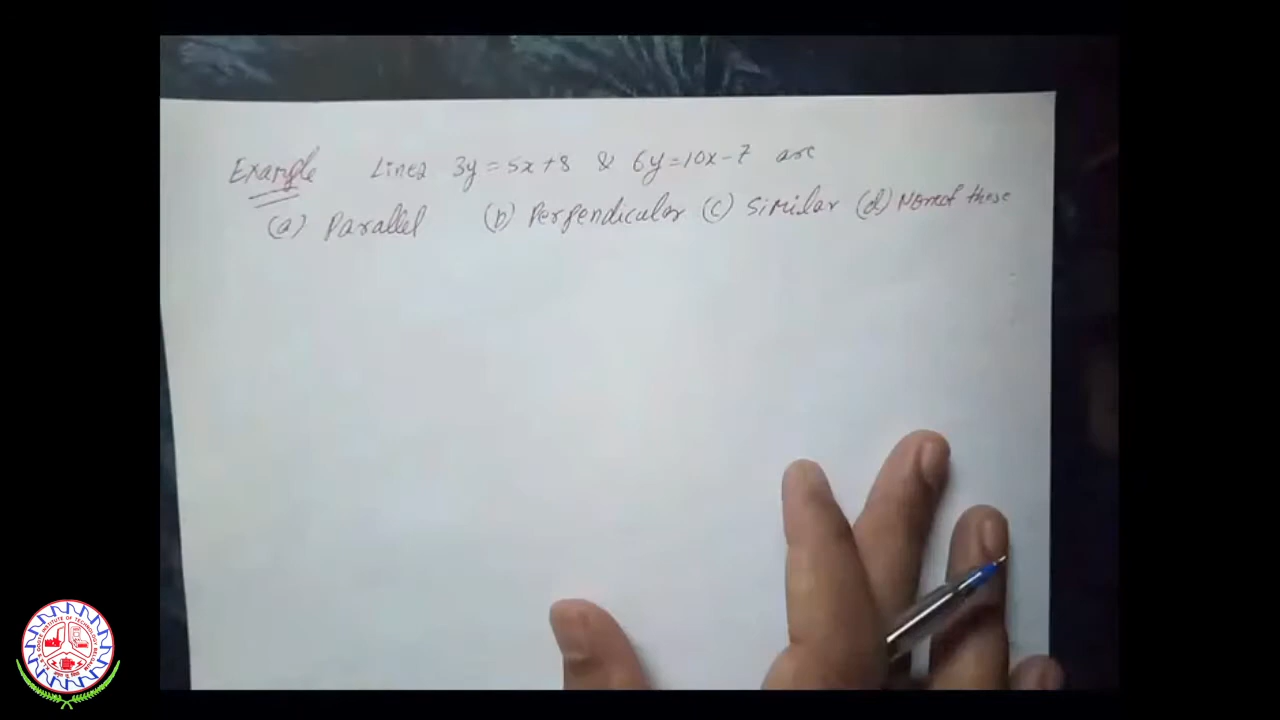 Example Lines 3y = 5x+8 & 6y = 10x-7 are
(a) Parallel (b) Perpendicular (c) Similar (d) None of these